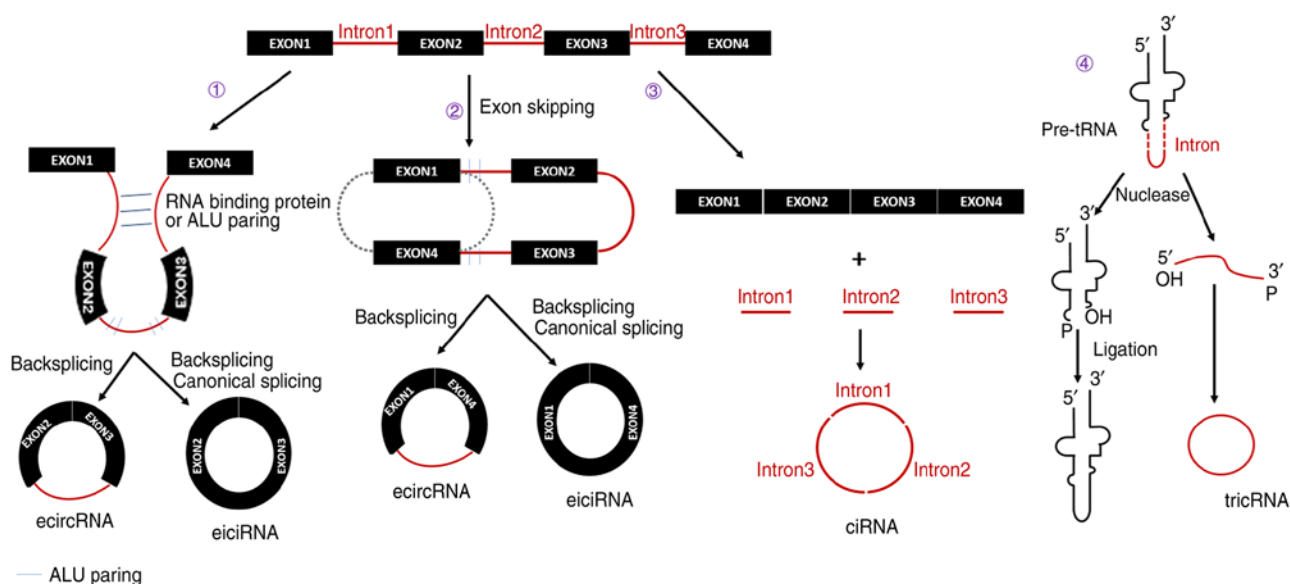 EXON1 Intron1 EXON2 Intron2 EXON3 Intron3 EXON4
①
EXON1
EXON4
RNA binding protein
or ALU paring
EXON2
EXON3
Backsplicing
Backsplicing
Canonical splicing
EXON2
EXON3
ecircRNA
EXON2
EXON3
eiciRNA
ALU paring
②
Exon skipping
EXON1
EXON2
EXON4
EXON3
Backsplicing
Backsplicing
Canonical splicing
EXON1
EXON4
ecircRNA
EXON1
EXON4
eiciRNA
③
EXON1 EXON2 EXON3 EXON4
+
Intron1 Intron2 Intron3
Intron1
Intron3
Intron2
ciRNA
④
5′
3′
Pre-tRNA
Intron
Nuclease
5′
3′
P
OH
Ligation
5′
3′
5′
OH
3′
P
tricRNA